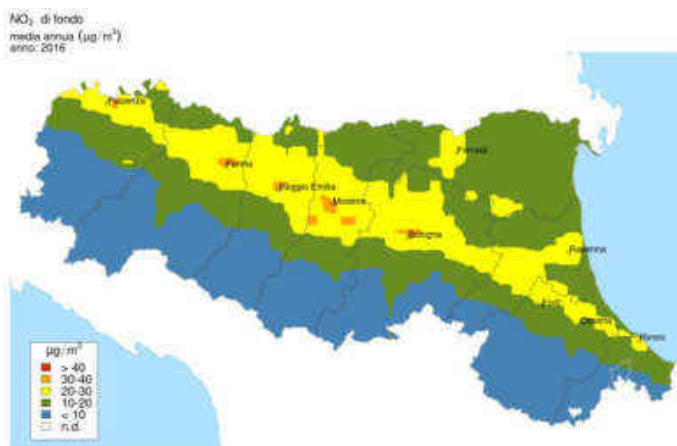 NO₂ di fondo
media annua (µg/m³)
anno: 2016
Piacenza
Parma
Reggio Emilia
Modena
Bologna
Ferrara
Ravenna
Forlì
Cesena
Rimini
µg/m³
> 40
30-40
20-30
10-20
< 10
n.d.